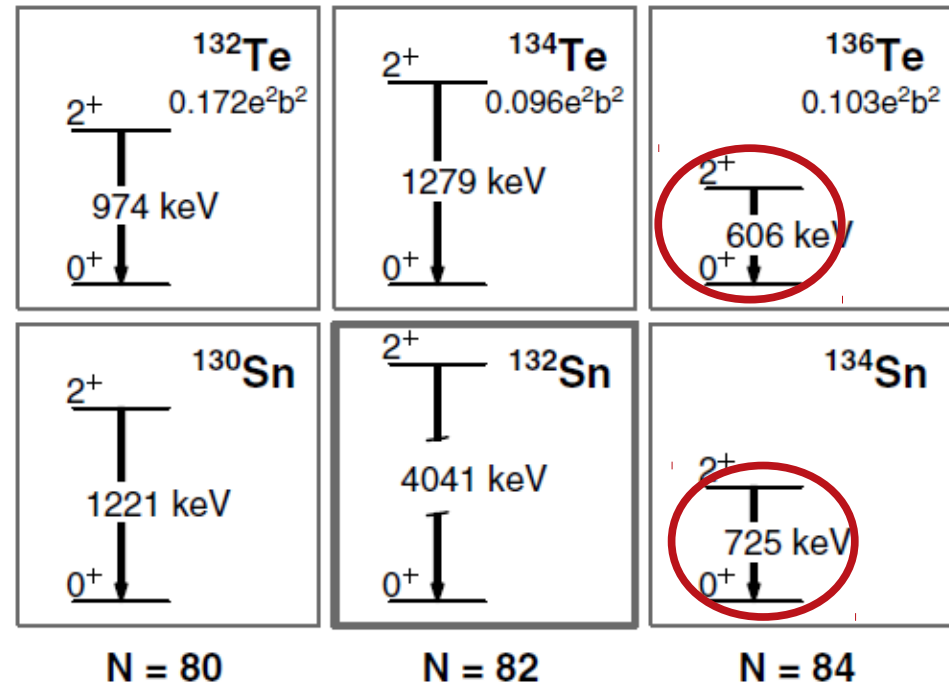 ¹³²Te
0.172e²b²
2⁺
974 keV
0⁺
¹³⁴Te
0.096e²b²
2⁺
1279 keV
0⁺
¹³⁶Te
0.103e²b²
2⁺
606 keV
0⁺
¹³⁰Sn
2⁺
1221 keV
0⁺
¹³²Sn
2⁺
4041 keV
0⁺
¹³⁴Sn
2⁺
725 keV
0⁺
N = 80
N = 82
N = 84